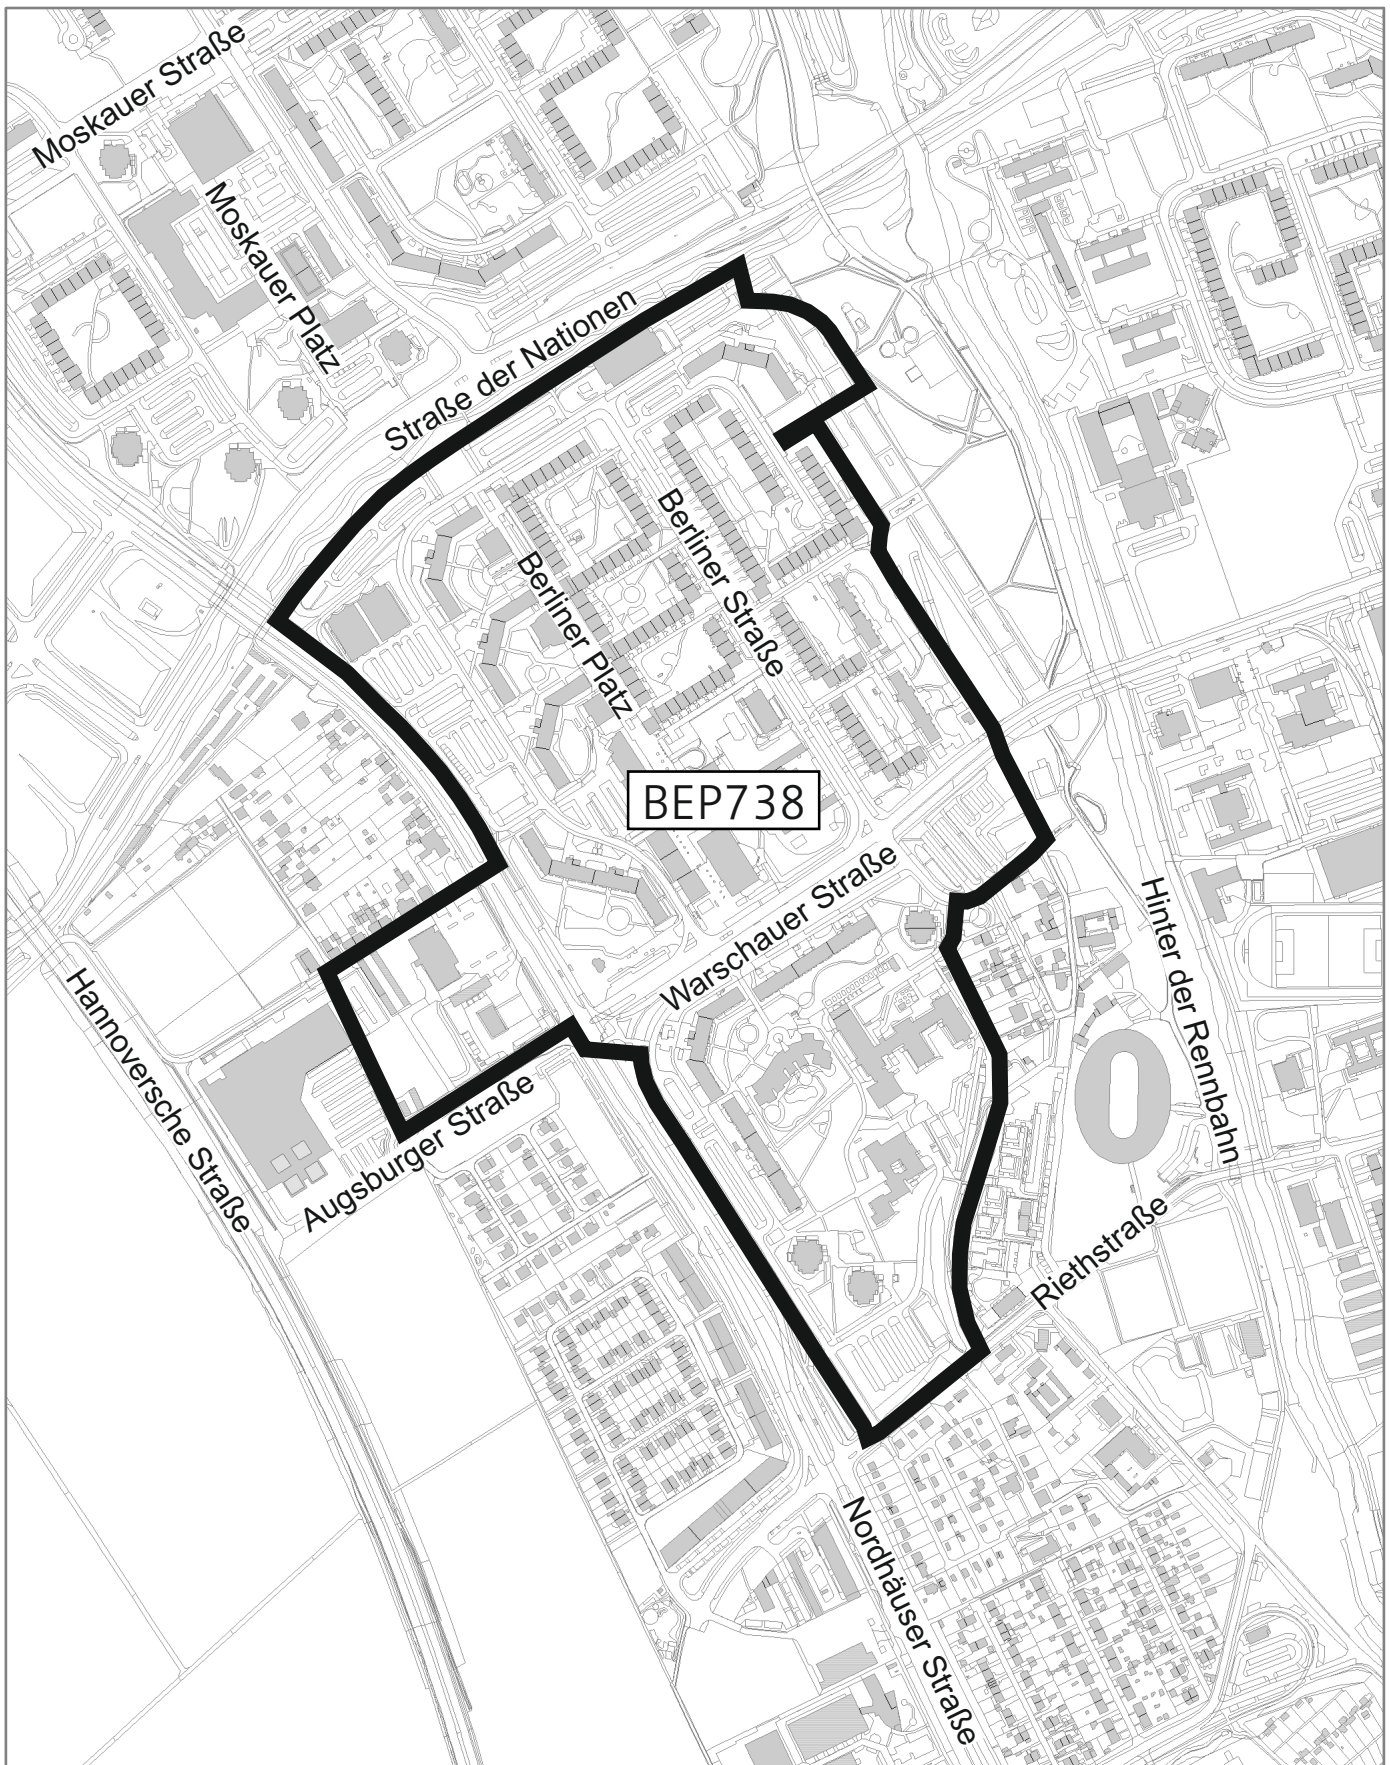 Moskauer Straße
Moskauer Platz
Straße der Nationen
Berliner Straße
Berliner Platz
BEP738
Warschauer Straße
Hinter der Rennbahn
Hannoversche Straße
Augsburger Straße
Riethstraße
Nordhäuser Straße